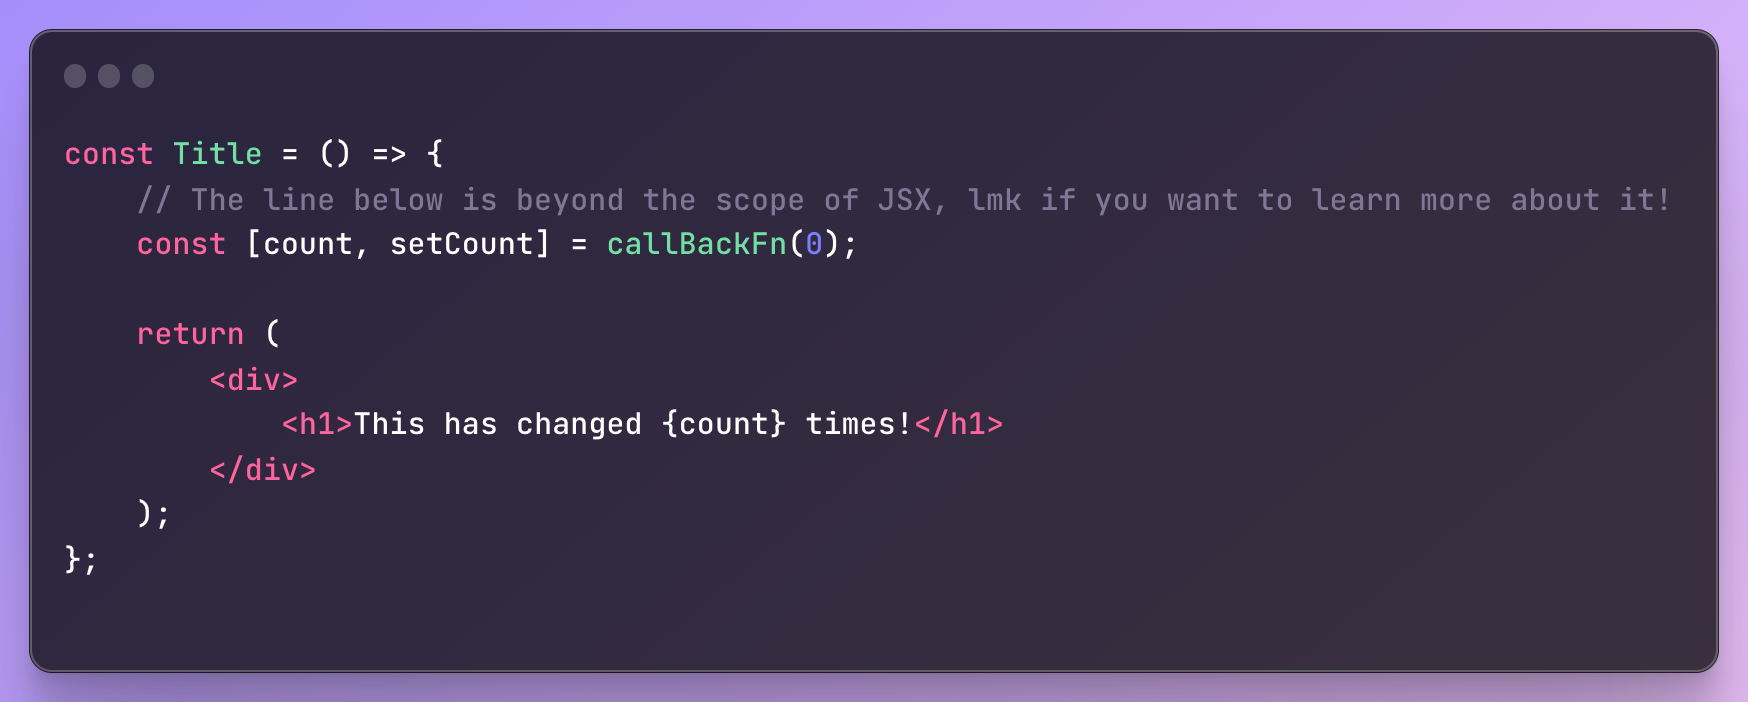 const Title = () => {
    // The line below is beyond the scope of JSX, lmk if you want to learn more about it!
    const [count, setCount] = callBackFn(0);

    return (
        <div>
            <h1>This has changed {count} times!</h1>
        </div>
    );
};